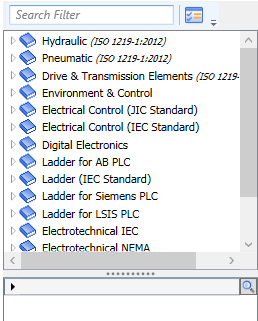 Search Filter
Hydraulic (ISO 1219-1:2012)
Pneumatic (ISO 1219-1:2012)
Drive & Transmission Elements (ISO 1219-
Environment & Control
Electrical Control (JIC Standard)
Electrical Control (IEC Standard)
Digital Electronics
Ladder for AB PLC
Ladder (IEC Standard)
Ladder for Siemens PLC
Ladder for LSIS PLC
Electrotechnical IEC
Electrotechnical NEMA